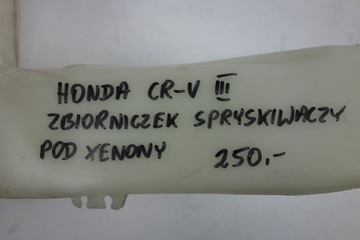 HONDA CR-V III
ZBIORNICZEK SPRYSKIWACZY
POD XENONY 250.-